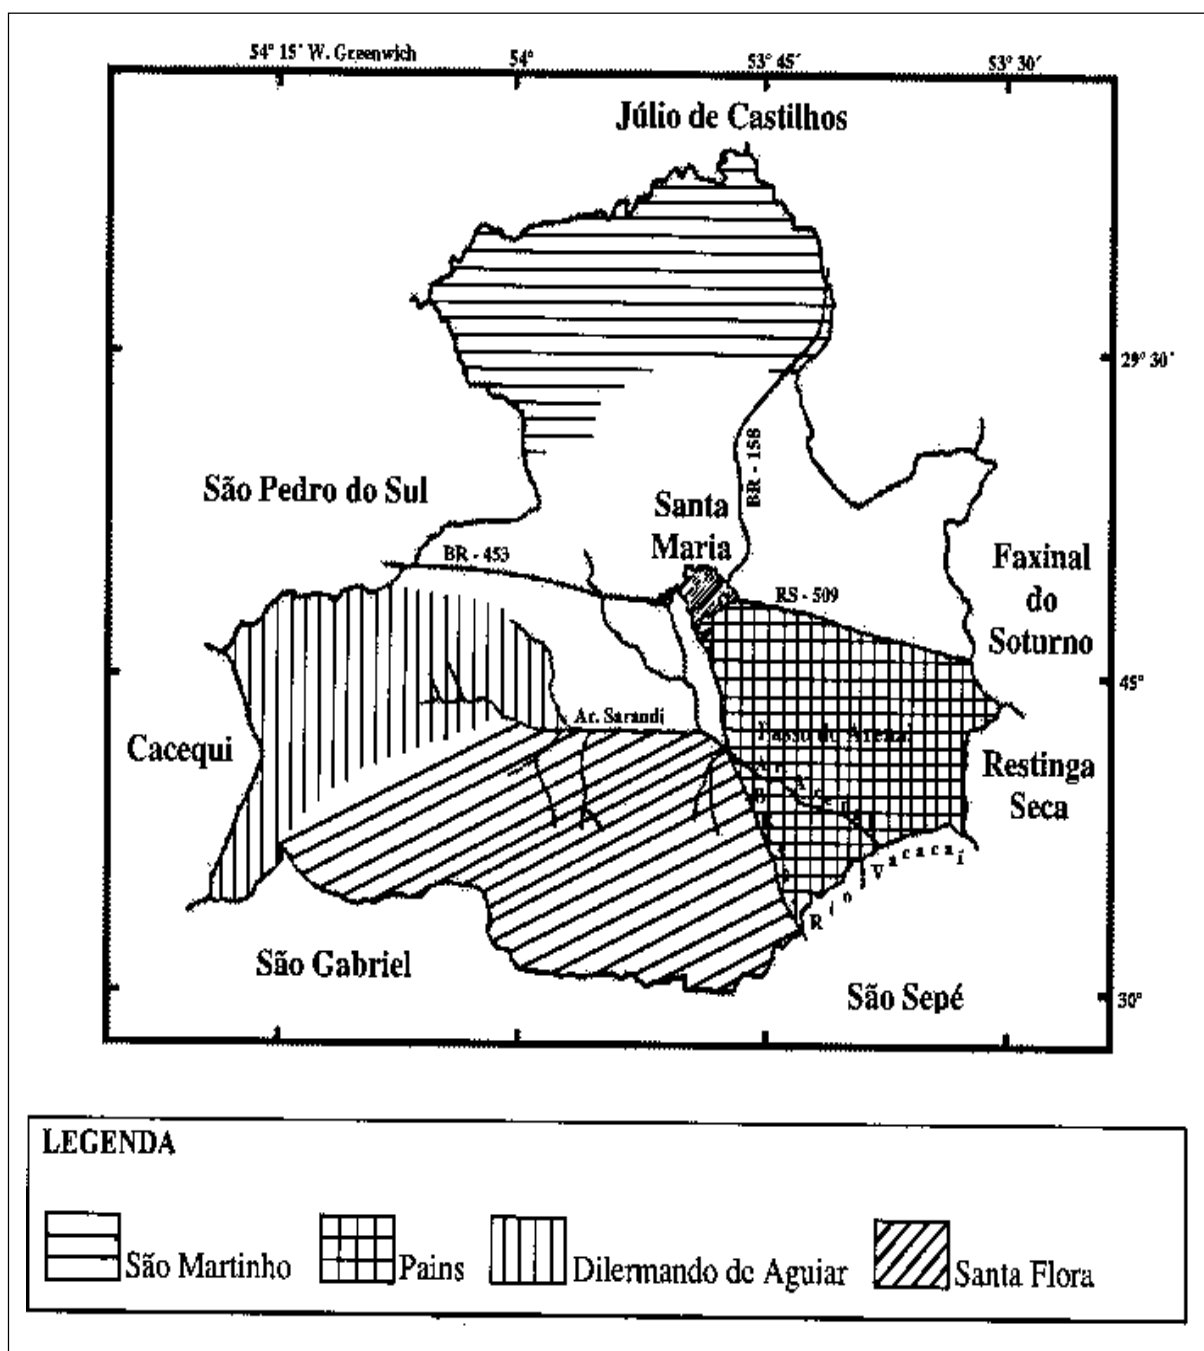 54° 15´ W. Greenwich
54°
53° 45´
53° 30´
Júlio de Castilhos
29° 30´
BR - 158
São Pedro do Sul
Santa
Maria
BR - 453
RS - 509
Faxinal
do
Soturno
45°
Ar. Sarandi
Cacequi
Restinga
Seca
Rio Vacacaí
São Gabriel
São Sepé
30°
LEGENDA
São Martinho
Pains
Dilermando de Aguiar
Santa Flora